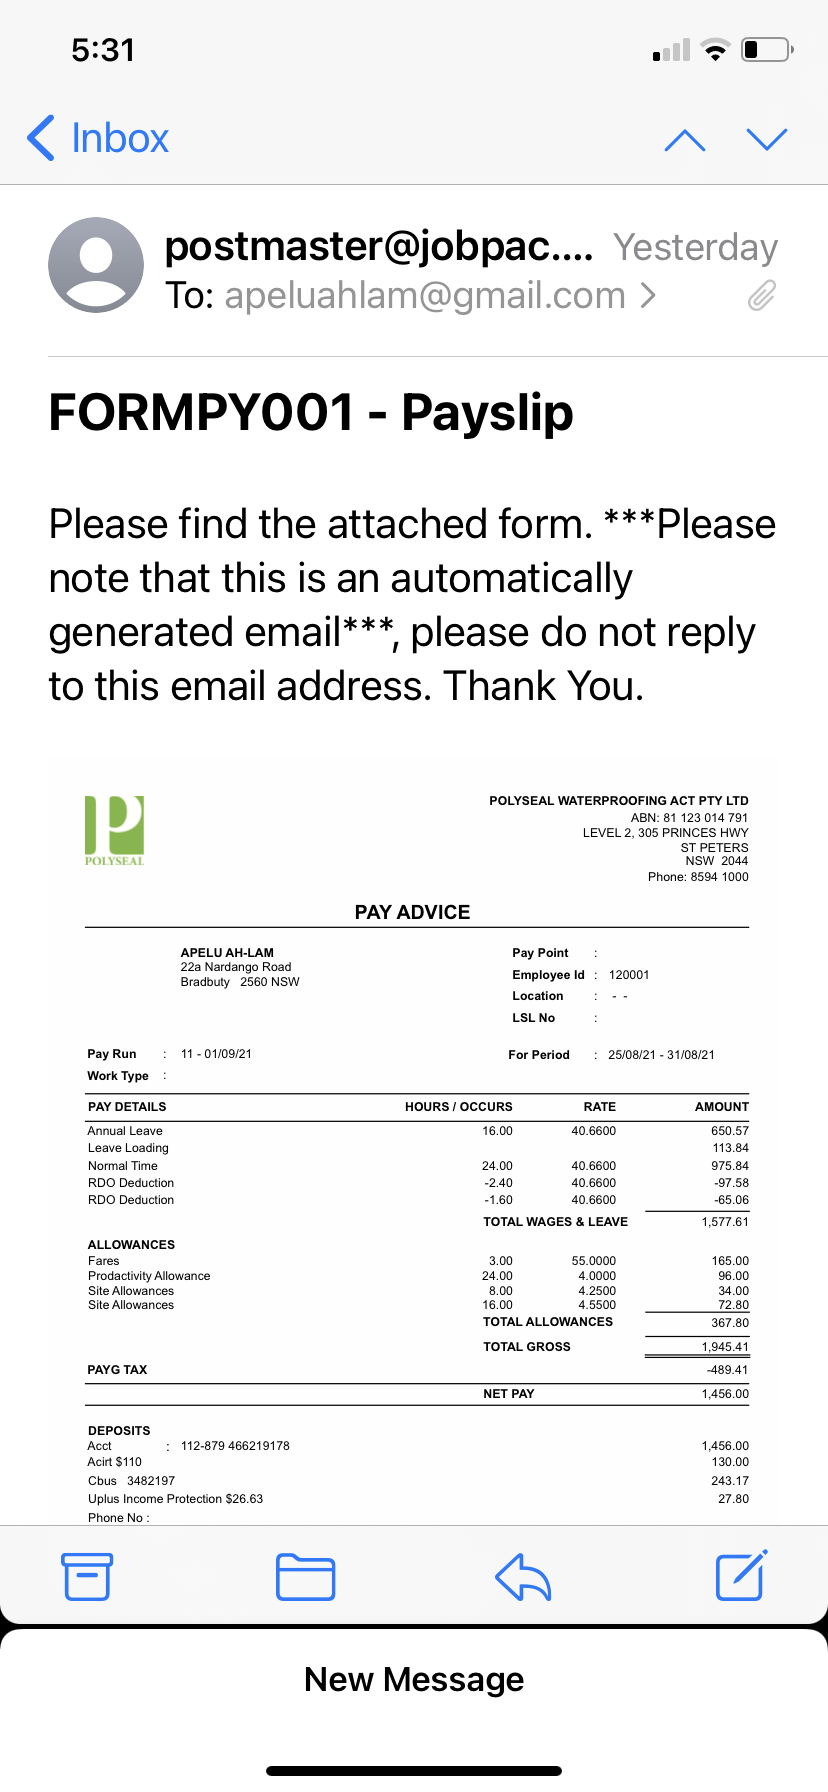 5:31
Inbox
postmaster@jobpac.... Yesterday
To: apeluahlam@gmail.com
FORMPY001 - Payslip
Please find the attached form. ***Please
note that this is an automatically
generated email***, please do not reply
to this email address. Thank You.
POLYSEAL
POLYSEAL WATERPROOFING ACT PTY LTD
ABN: 81 123 014 791
LEVEL 2, 305 PRINCES HWY
ST PETERS
NSW 2044
Phone: 8594 1000
PAY ADVICE
APELU AH-LAM
22a Nardango Road
Bradbuty 2560 NSW
Pay Point :
Employee Id : 120001
Location : - -
LSL No :
Pay Run : 11 - 01/09/21
For Period : 25/08/21 - 31/08/21
Work Type :
PAY DETAILS HOURS / OCCURS RATE AMOUNT
Annual Leave 16.00 40.6600 650.57
Leave Loading 113.84
Normal Time 24.00 40.6600 975.84
RDO Deduction -2.40 40.6600 -97.58
RDO Deduction -1.60 40.6600 -65.06
TOTAL WAGES & LEAVE 1,577.61
ALLOWANCES
Fares 3.00 55.0000 165.00
Prodactivity Allowance 24.00 4.0000 96.00
Site Allowances 8.00 4.2500 34.00
Site Allowances 16.00 4.5500 72.80
TOTAL ALLOWANCES 367.80
TOTAL GROSS 1,945.41
PAYG TAX -489.41
NET PAY 1,456.00
DEPOSITS
Acct : 112-879 466219178 1,456.00
Acirt $110 130.00
Cbus 3482197 243.17
Uplus Income Protection $26.63 27.80
Phone No :
New Message